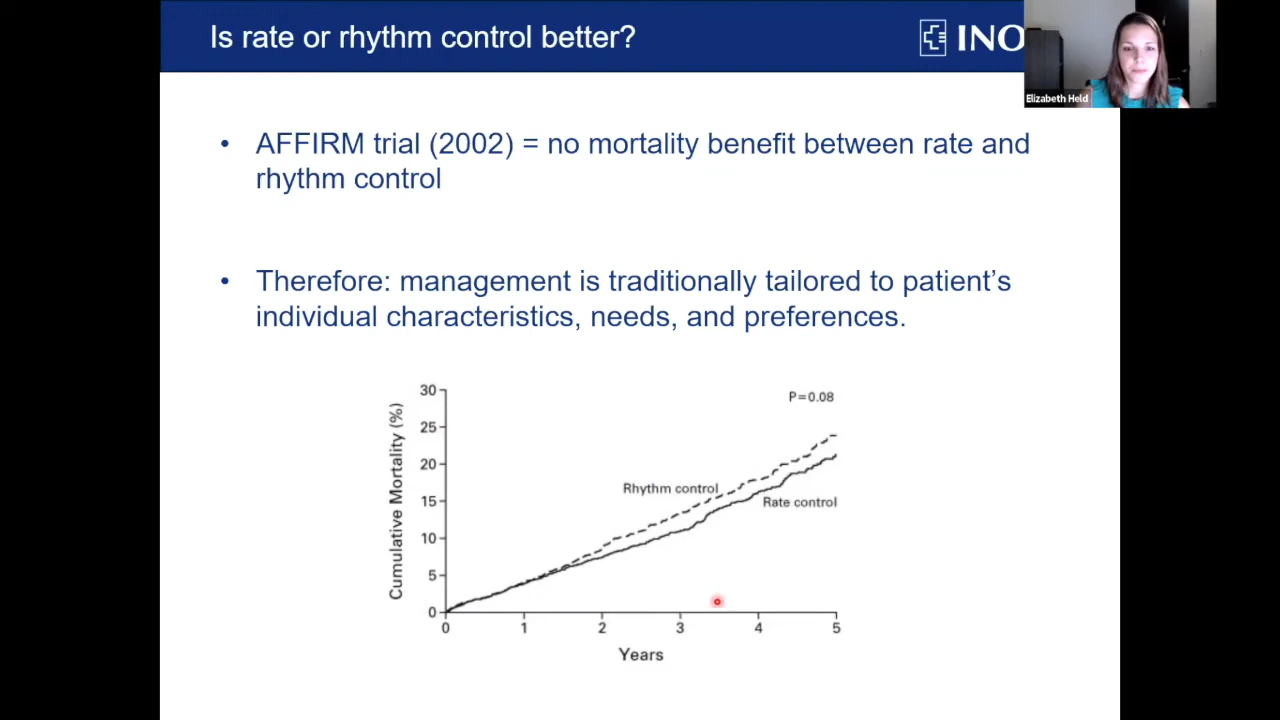 Is rate or rhythm control better?
INO
Elizabeth Held
• AFFIRM trial (2002) = no mortality benefit between rate and
rhythm control
• Therefore: management is traditionally tailored to patient’s
individual characteristics, needs, and preferences.
Cumulative Mortality (%)
30
25
20
15
10
5
0
P=0.08
Rhythm control
Rate control
0 1 2 3 4 5
Years